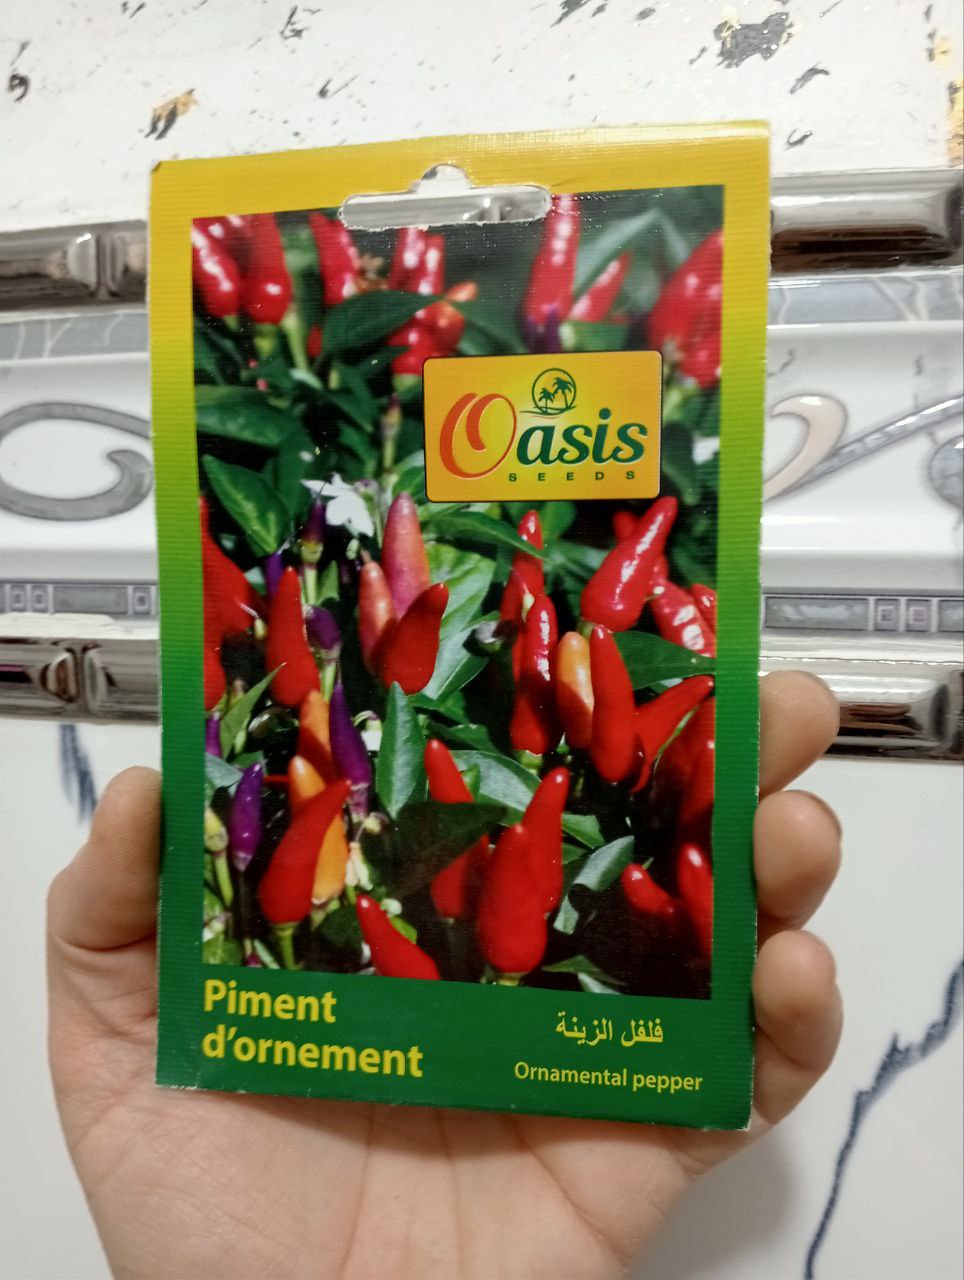 Oasis
SEEDS
Piment
d'ornement
فلفل الزينة
Ornamental pepper